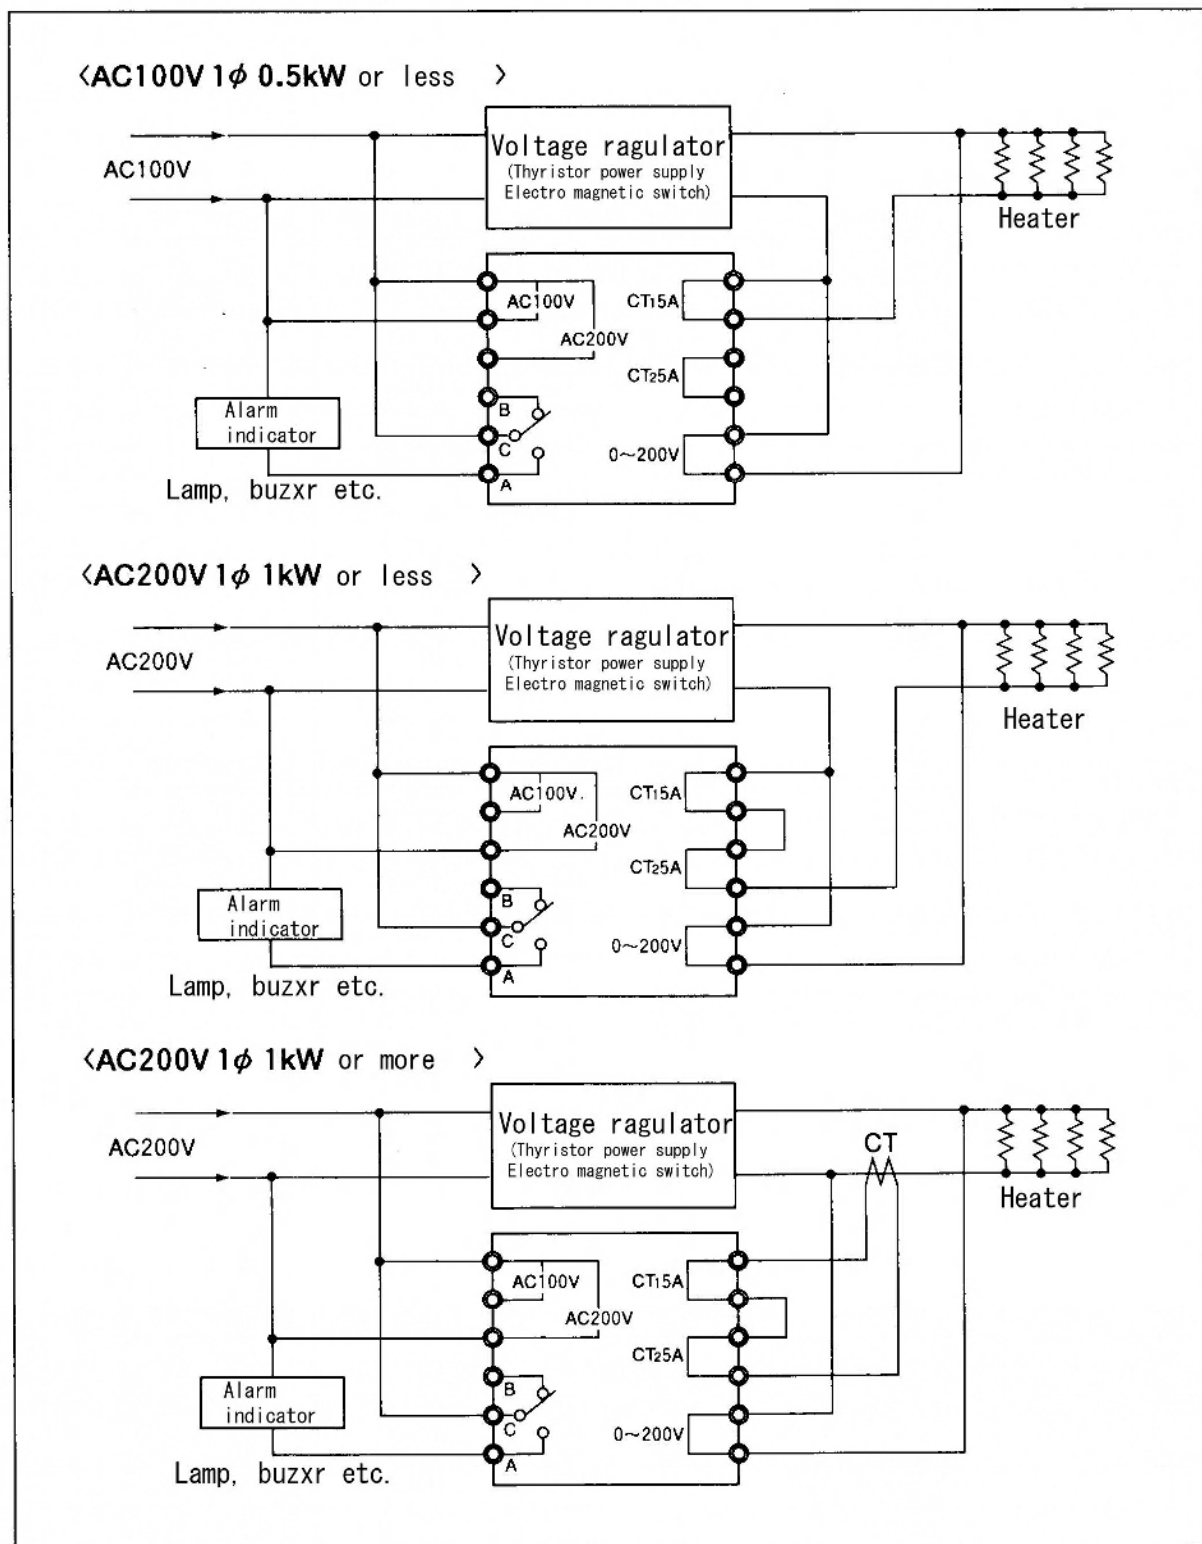 〈AC100V 1ϕ 0.5kW or less 〉
AC100V
Voltage ragulator
(Thyristor power supply
Electro magnetic switch)
Heater
AC100V
AC200V
CT₁5A
CT₂5A
B
C
A
0～200V
Alarm
indicator
Lamp, buzxr etc.
〈AC200V 1ϕ 1kW or less 〉
AC200V
Voltage ragulator
(Thyristor power supply
Electro magnetic switch)
Heater
AC100V.
AC200V
CT₁5A
CT₂5A
B
C
A
0～200V
Alarm
indicator
Lamp, buzxr etc.
〈AC200V 1ϕ 1kW or more 〉
AC200V
Voltage ragulator
(Thyristor power supply
Electro magnetic switch)
CT
Heater
AC100V
AC200V
CT₁5A
CT₂5A
B
C
A
0～200V
Alarm
indicator
Lamp, buzxr etc.